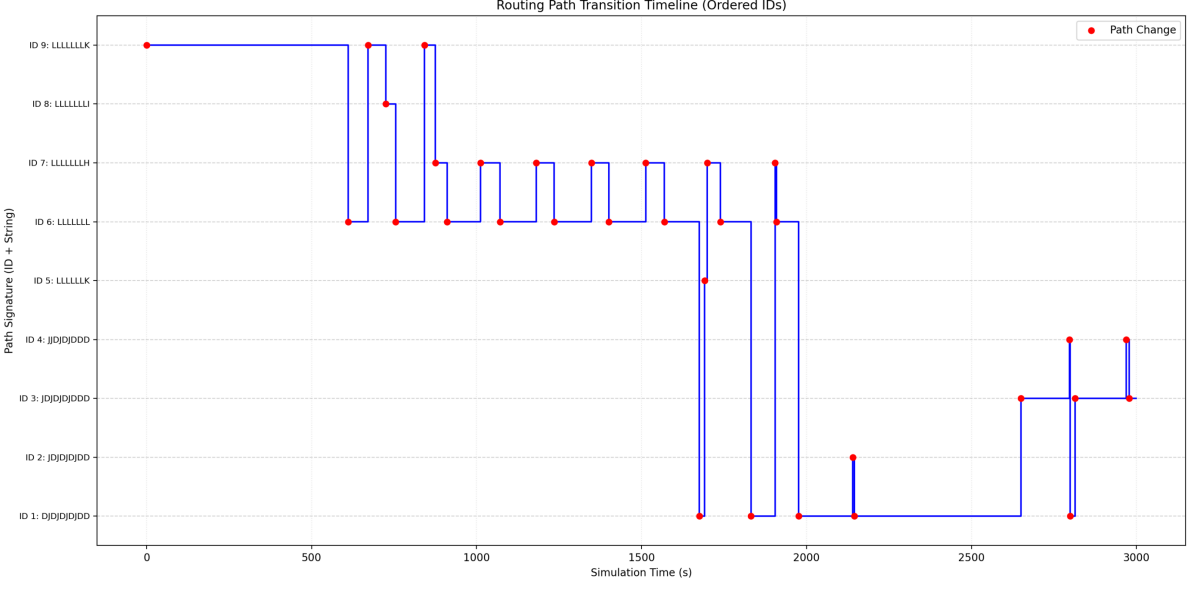 Routing Path Transition Timeline (Ordered IDs)
Path Change
ID 9: LLLLLLLK
ID 8: LLLLLLLI
ID 7: LLLLLLLH
ID 6: LLLLLLL
ID 5: LLLLLLK
ID 4: JJDJDJDDD
ID 3: JDJDJDJDDD
ID 2: JDJDJDJDD
ID 1: DJDJDJDJDD
Path Signature (ID + String)
0 500 1000 1500 2000 2500 3000
Simulation Time (s)